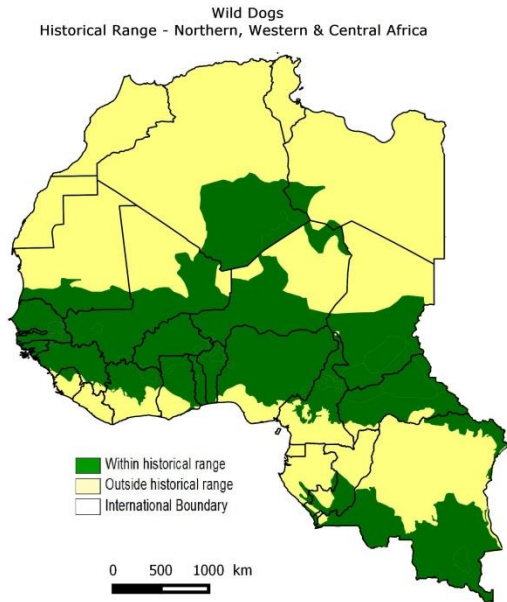 Wild Dogs
Historical Range - Northern, Western & Central Africa
Within historical range
Outside historical range
International Boundary
0 500 1000 km